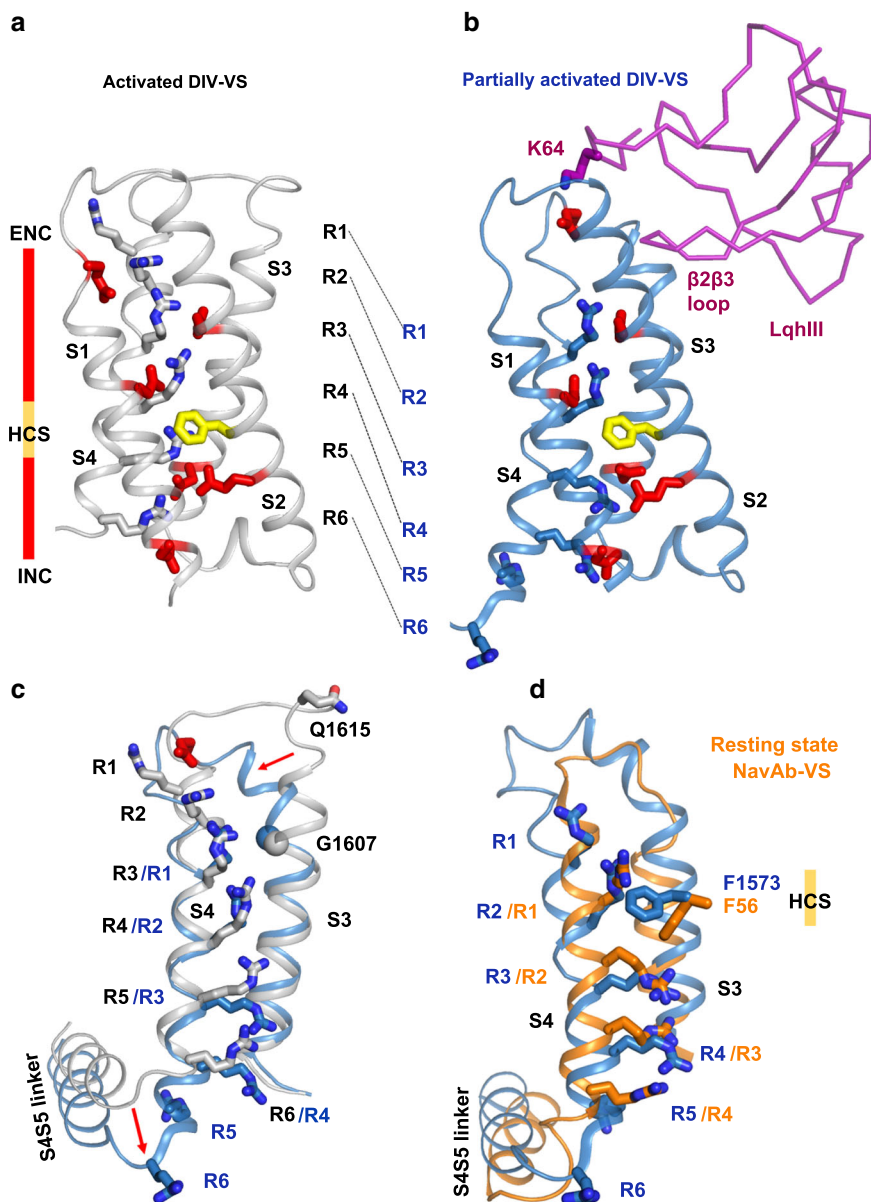 a
Activated DIV-VS
ENC
HCS
INC
S1
S3
S4
S2
R1
R2
R3
R4
R5
R6
R1
R2
R3
R4
R5
R6
b
Partially activated DIV-VS
K64
β2β3
loop
LqhIII
S1
S3
S4
S2
c
Q1615
R1
R2
G1607
R3/R1
S4
R4/R2
S3
R5/R3
S4S5 linker
R6/R4
R5
R6
d
Resting state
NavAb-VS
R1
F1573
F56
HCS
R2/R1
R3/R2
S3
S4
R4/R3
R5/R4
S4S5 linker
R6